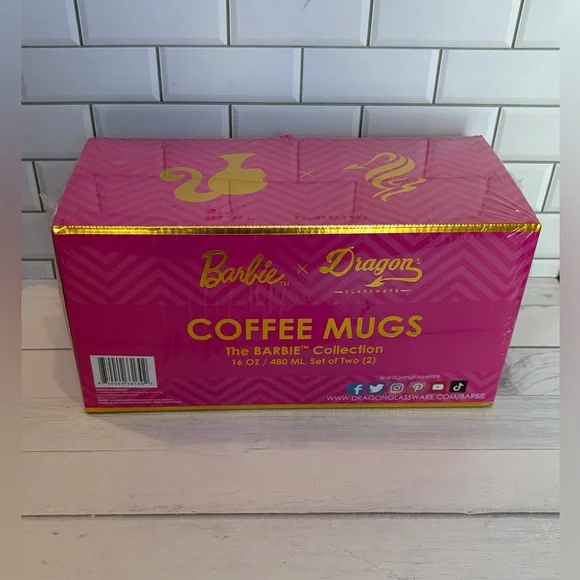 Barbie™ × Dragon®
GLASSWARE
COFFEE MUGS
The BARBIE™ Collection
16 OZ / 480 ML. Set of Two (2)
@dragonglassware
WWW.DRAGONGLASSWARE.COM/BARBIE